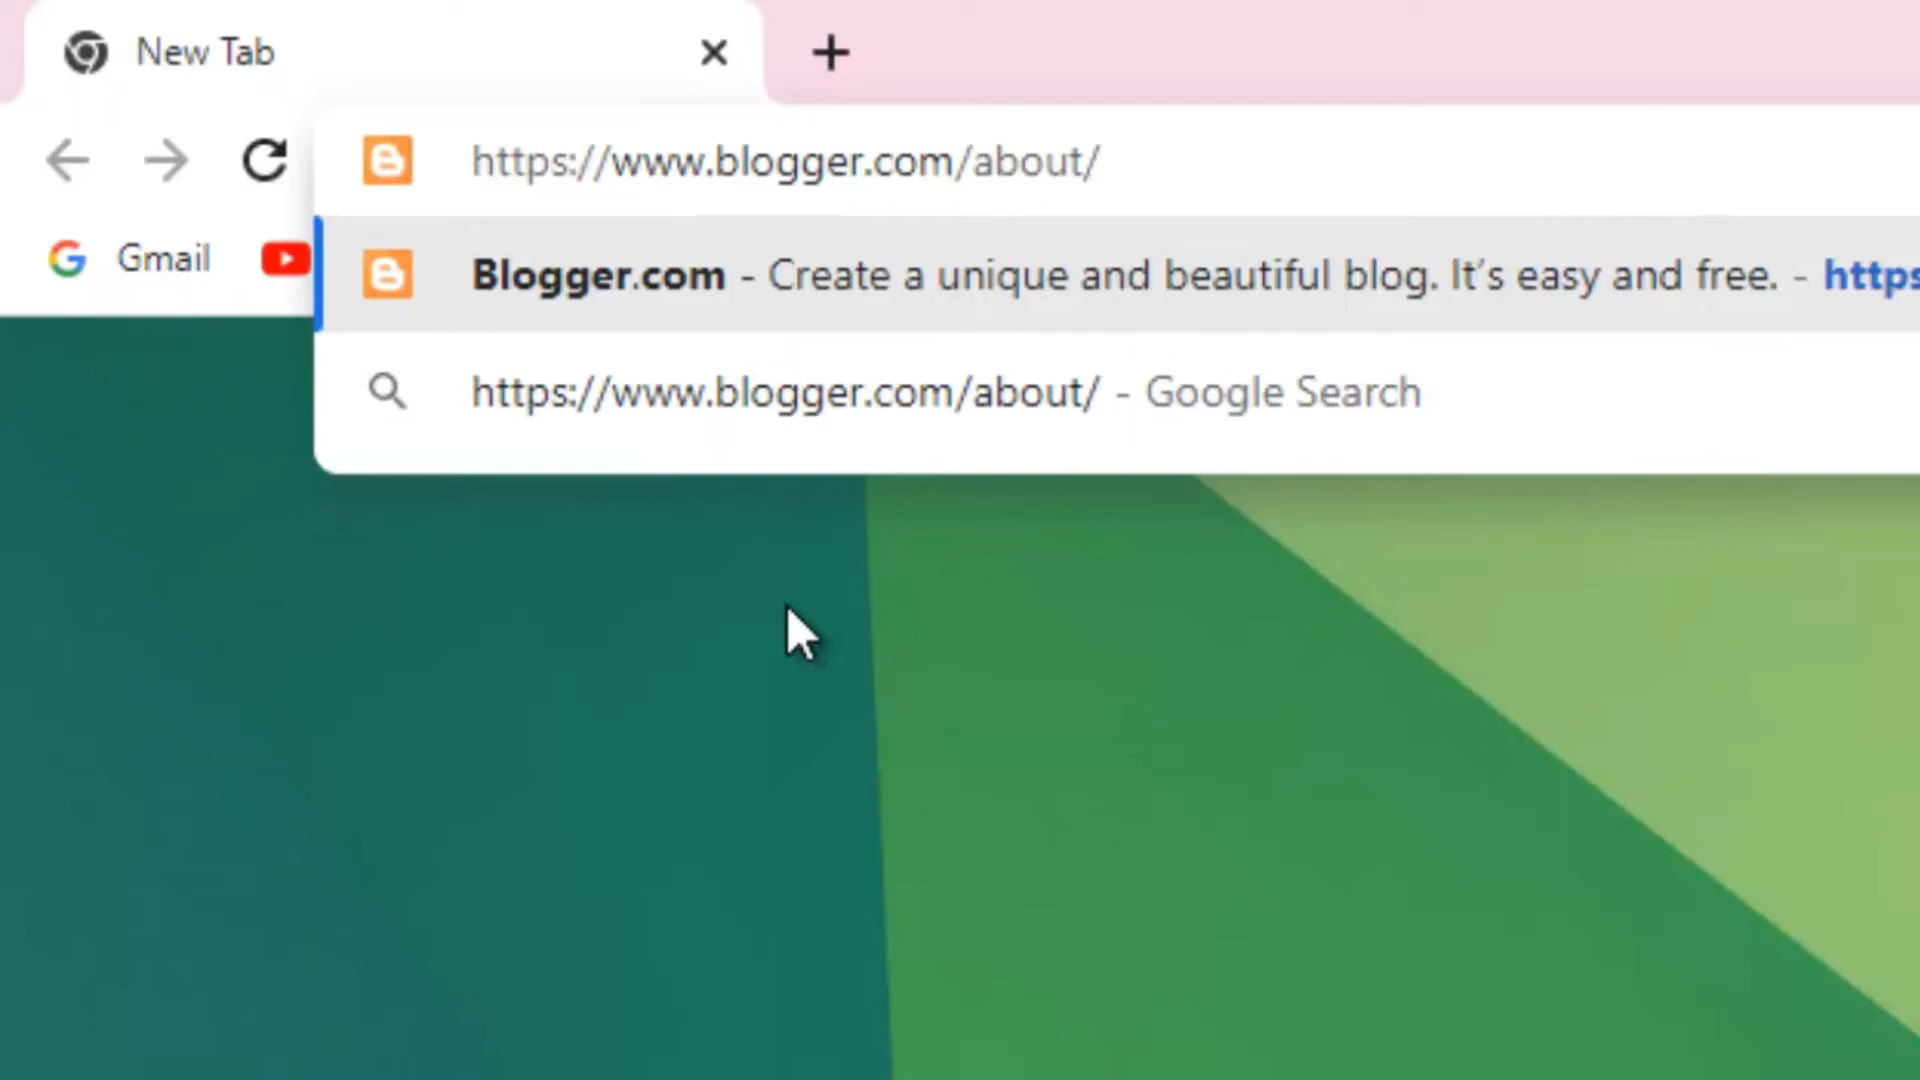 New Tab
https://www.blogger.com/about/
Gmail
Blogger.com - Create a unique and beautiful blog. It's easy and free. - https
https://www.blogger.com/about/ - Google Search